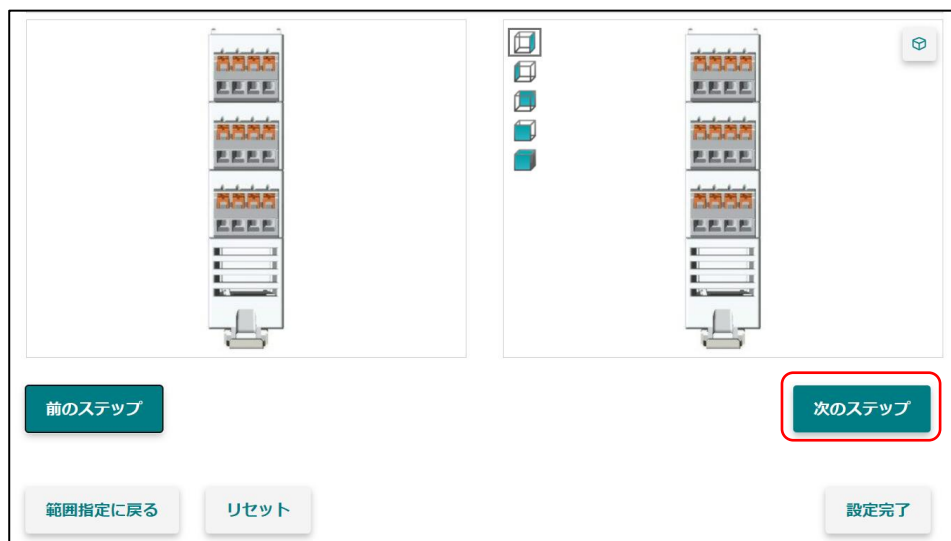 前のステップ
次のステップ
範囲指定に戻る
リセット
設定完了